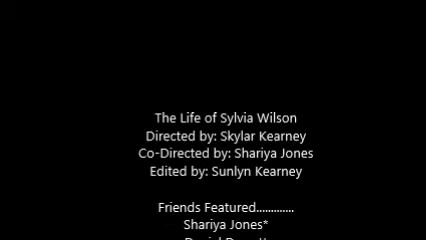 The Life of Sylvia Wilson
Directed by: Skylar Kearney
Co-Directed by: Shariya Jones
Edited by: Sunlyn Kearney
Friends Featured.............
Shariya Jones*